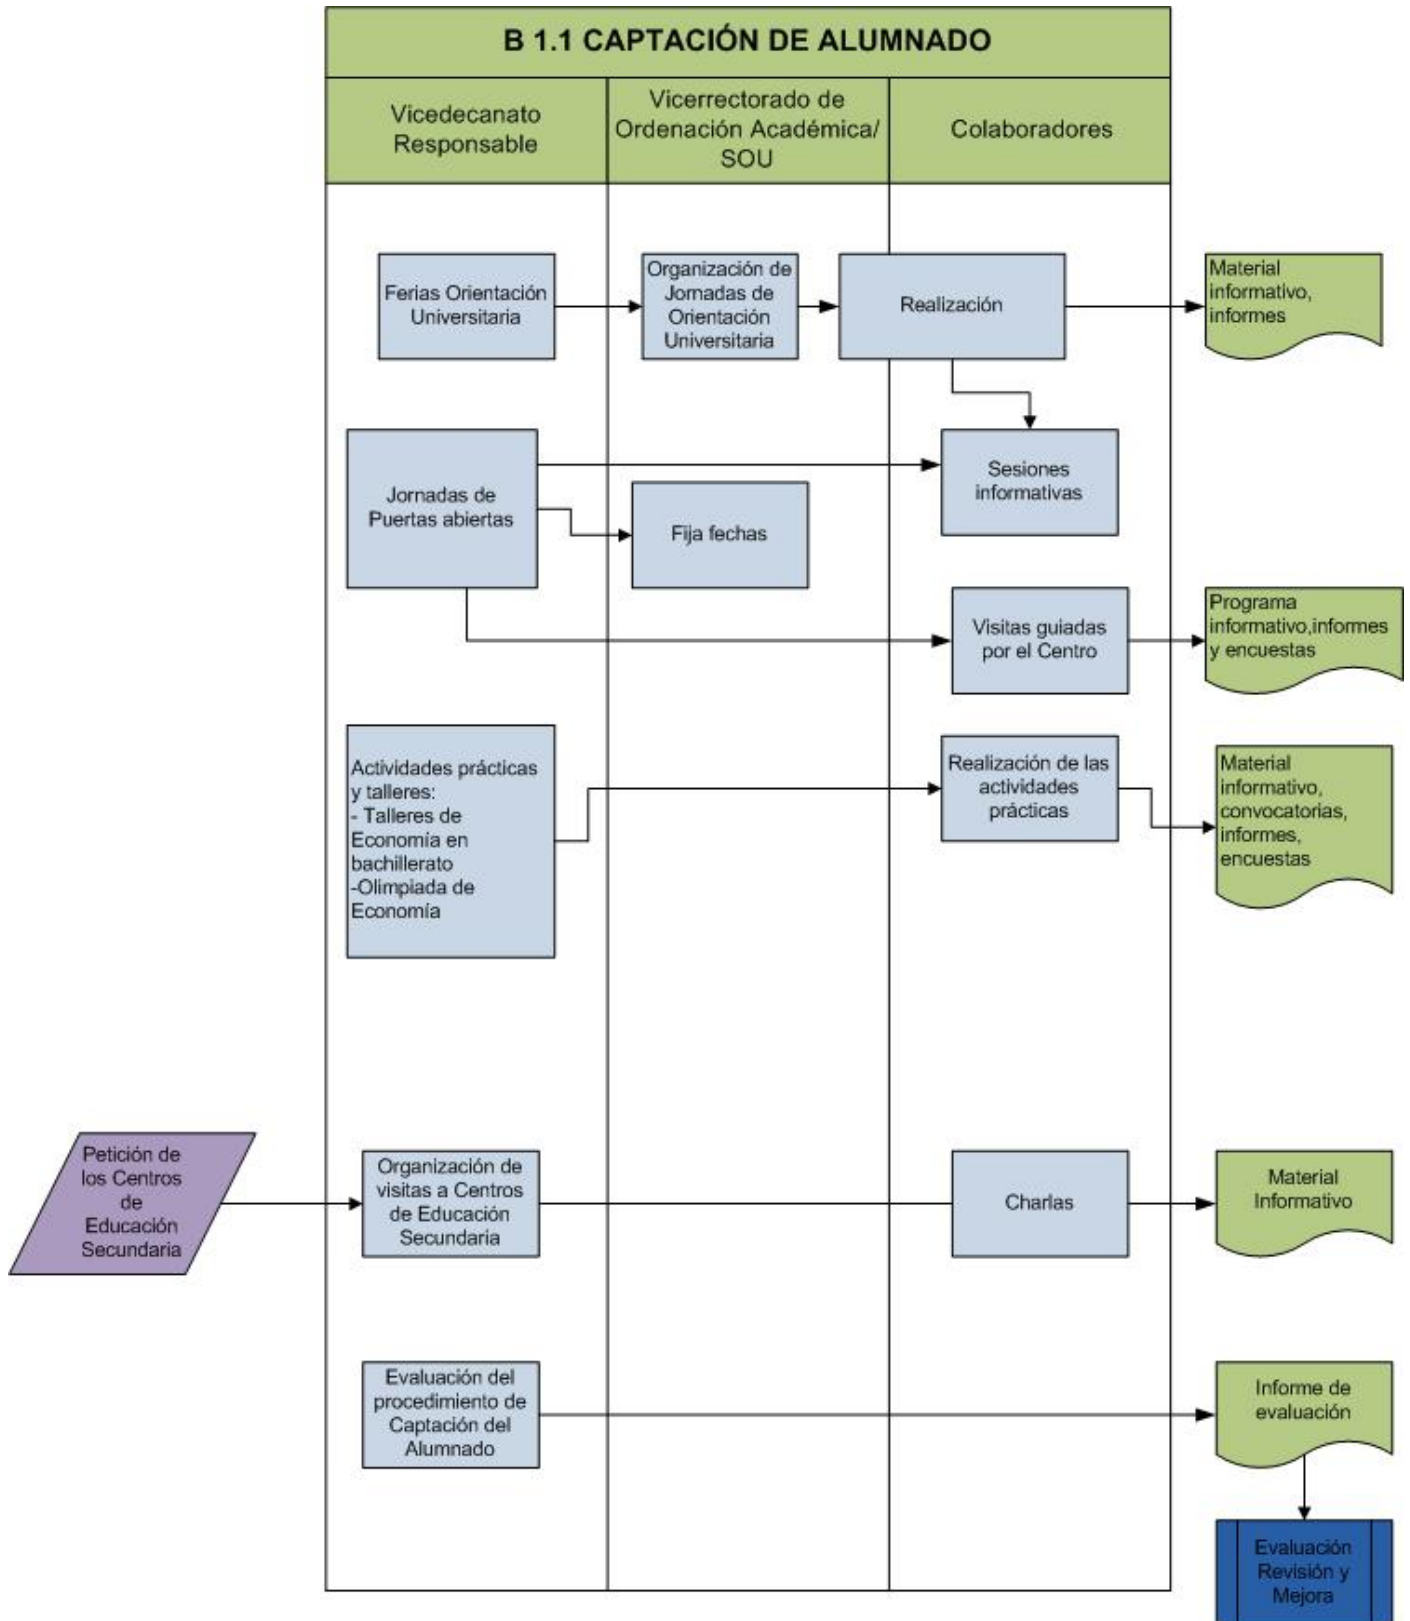 B 1.1 CAPTACIÓN DE ALUMNADO
Vicedecanato
Responsable
Vicerrectorado de
Ordenación Académica/
SOU
Colaboradores
Ferias Orientación
Universitaria
Organización de
Jornadas de
Orientación
Universitaria
Realización
Material
informativo,
informes
Jornadas de
Puertas abiertas
Fija fechas
Sesiones
informativas
Visitas guiadas
por el Centro
Programa
informativo,informes
y encuestas
Actividades prácticas
y talleres:
- Talleres de
Economía en
bachillerato
-Olimpiada de
Economía
Realización de las
actividades
prácticas
Material
informativo,
convocatorias,
informes,
encuestas
Petición de
los Centros
de
Educación
Secundaria
Organización de
visitas a Centros
de Educación
Secundaria
Charlas
Material
Informativo
Evaluación del
procedimiento de
Captación del
Alumnado
Informe de
evaluación
Evaluación
Revisión y
Mejora